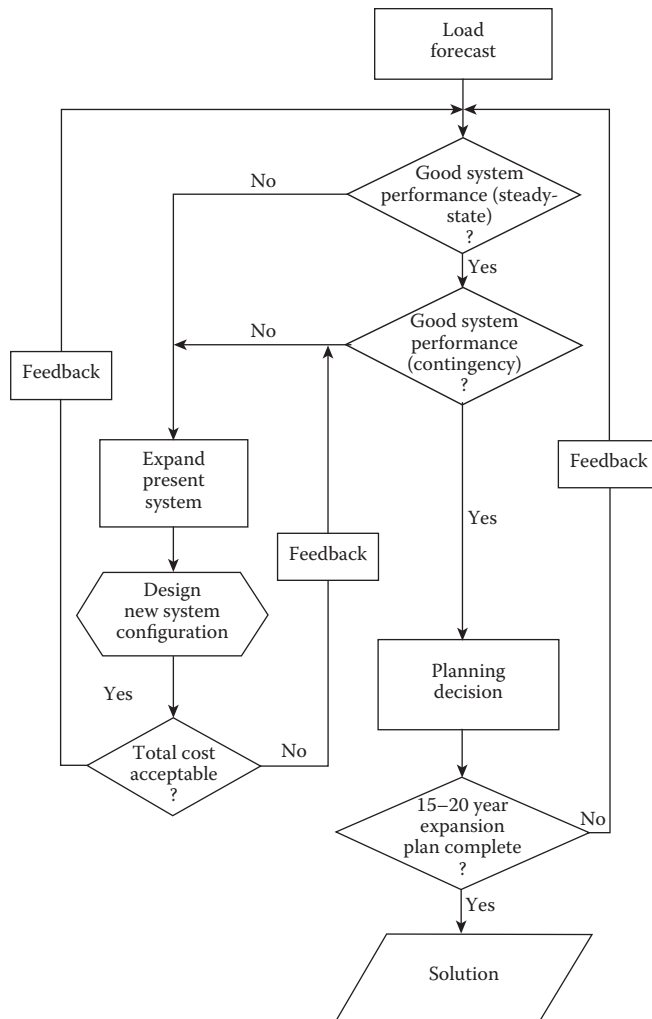 Load
forecast
Good system
performance (steady-
state)
?
No
Yes
Good system
performance
(contingency)
?
No
Feedback
Expand
present
system
Feedback
Yes
Feedback
Design
new system
configuration
Yes
Planning
decision
Total cost
acceptable
?
No
15–20 year
expansion
plan complete
?
No
Yes
Solution